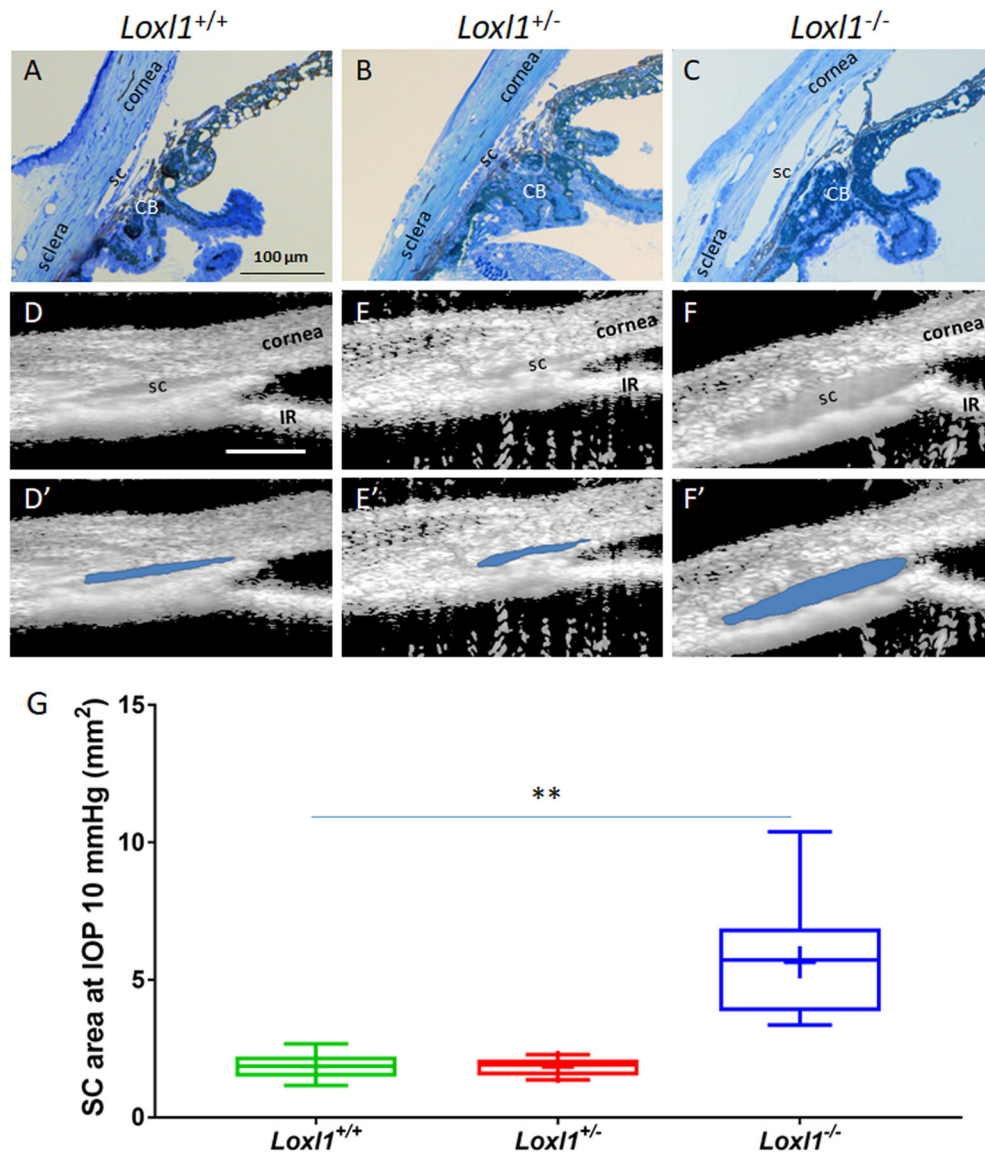 Loxl1+/+ Loxl1+/- Loxl1-/-
A
cornea
sc
CB
sclera
100 µm
B
cornea
sc
CB
sclera
C
cornea
sc
CB
sclera
D
cornea
sc
IR
E
cornea
sc
IR
F
cornea
sc
IR
D’
E’
F’
G
SC area at IOP 10 mmHg (mm²)
15
10
5
0
**
Loxl1+/+ Loxl1+/- Loxl1-/-